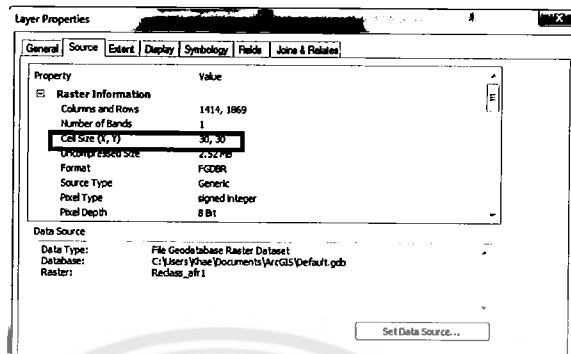 Layer Properties
General Source Extent Display Symbology Fields Joins & Relates
Property Value
Raster Information
Columns and Rows 1414, 1869
Number of Bands 1
Cell Size (X, Y) 30, 30
Uncompressed Size 2.52 MB
Format FGDBR
Source Type Generic
Pixel Type signed integer
Pixel Depth 8 Bit
Data Source
Data Type: File Geodatabase Raster Dataset
Database: C:\Users\Khae\Documents\ArcGIS\Default.gdb
Raster: Reclass_afr1
Set Data Source...